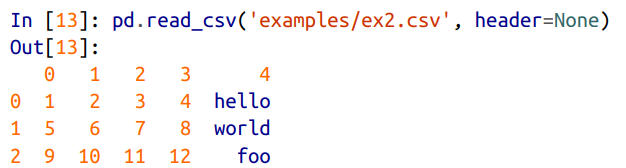 In [13]: pd.read_csv('examples/ex2.csv', header=None)
Out[13]:
   0   1   2   3      4
0  1   2   3   4  hello
1  5   6   7   8  world
2  9  10  11  12    foo